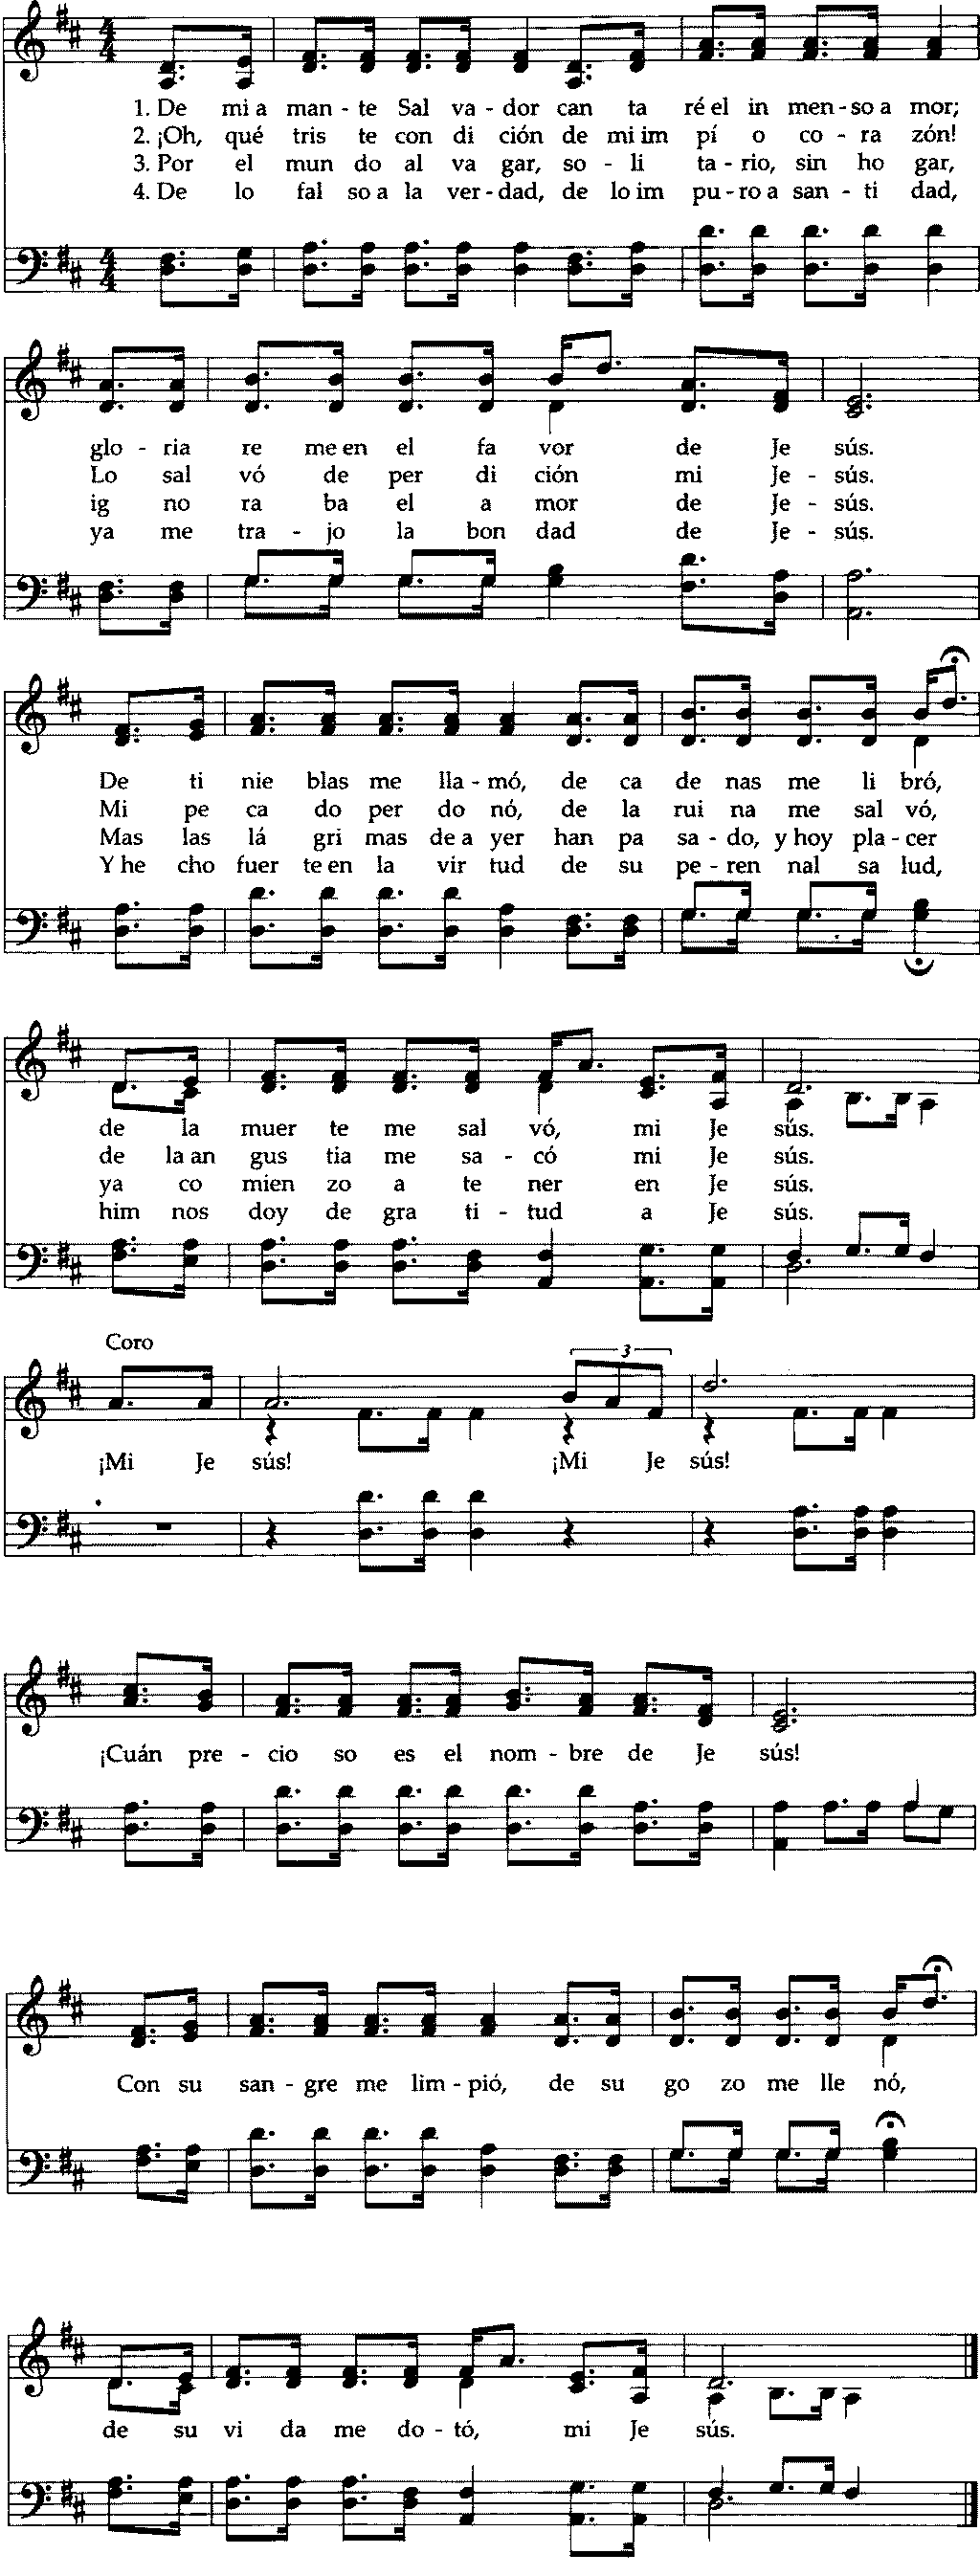 1. De mi a man - te Sal va - dor can ta ré el in men - so a mor;
2. ¡Oh, qué tris te con di ción de mi im pí o co - ra zón!
3. Por el mun do al va gar, so - li ta - rio, sin ho gar,
4. De lo fal so a la ver - dad, de lo im pu - ro a san - ti dad,
glo - ria re me en el fa vor de Je sús.
Lo sal vó de per di ción mi Je - sús.
ig no ra ba el a mor de Je - sús.
ya me tra - jo la bon dad de Je - sús.
De ti nie blas me lla - mó, de ca de nas me li bró,
Mi pe ca do per do nó, de la rui na me sal vó,
Mas las lá gri mas de a yer han pa sa - do, y hoy pla - cer
Y he cho fuer te en la vir tud de su pe - ren nal sa lud,
de la muer te me sal vó, mi Je sús.
de la an gus tia me sa - có mi Je sús.
ya co mien zo a te ner en Je sús.
him nos doy de gra ti - tud a Je sús.
Coro
3
¡Mi Je sús! ¡Mi Je sús!
¡Cuán pre - cio so es el nom - bre de Je sús!
Con su san - gre me lim - pió, de su go zo me lle nó,
de su vi da me do - tó, mi Je sús.